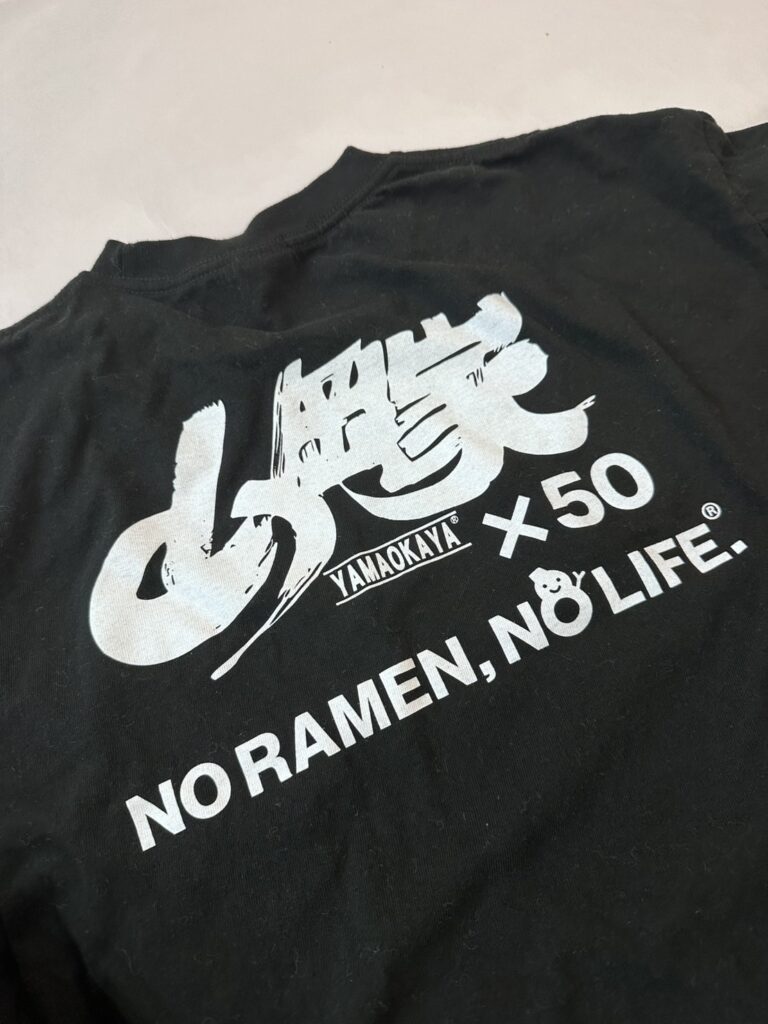 山岡家
YAMAOKAYA® × 50
NO RAMEN, NO LIFE.®